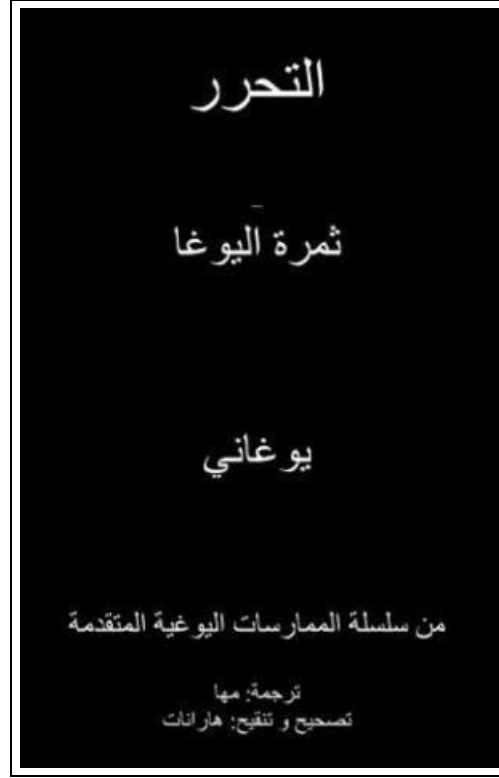 التحرر
–
ثمرة اليوغا
يوغاني
من سلسلة الممارسات اليوغية المتقدمة
ترجمة: مها
تصحيح و تنقيح: هارانات